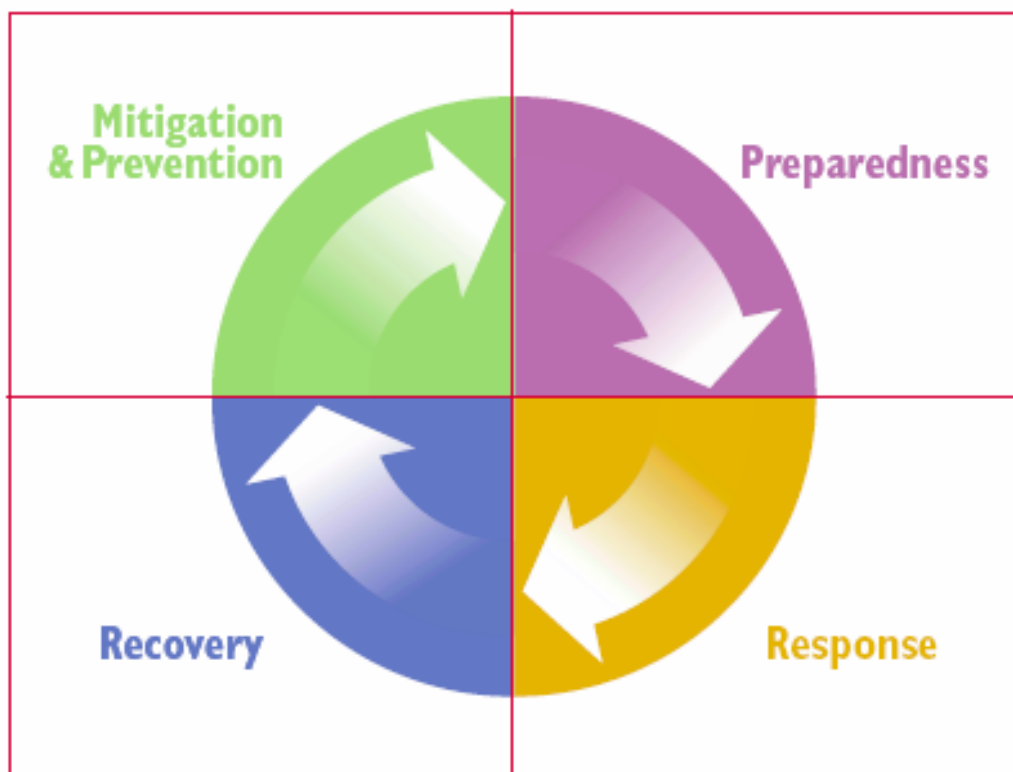 Mitigation
& Prevention
Preparedness
Recovery
Response